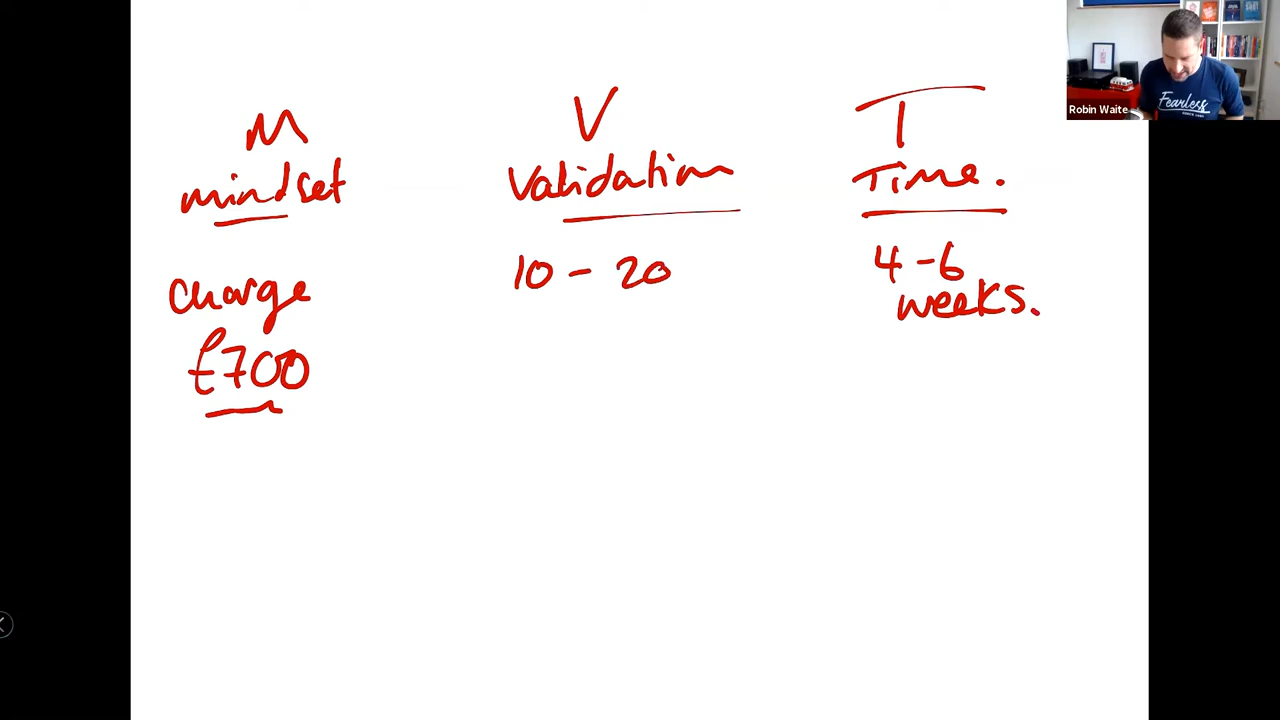 M
mindset
charge
£700
V
Validation
10 - 20
T
Time.
4-6
weeks.
Robin Waite
Fearless